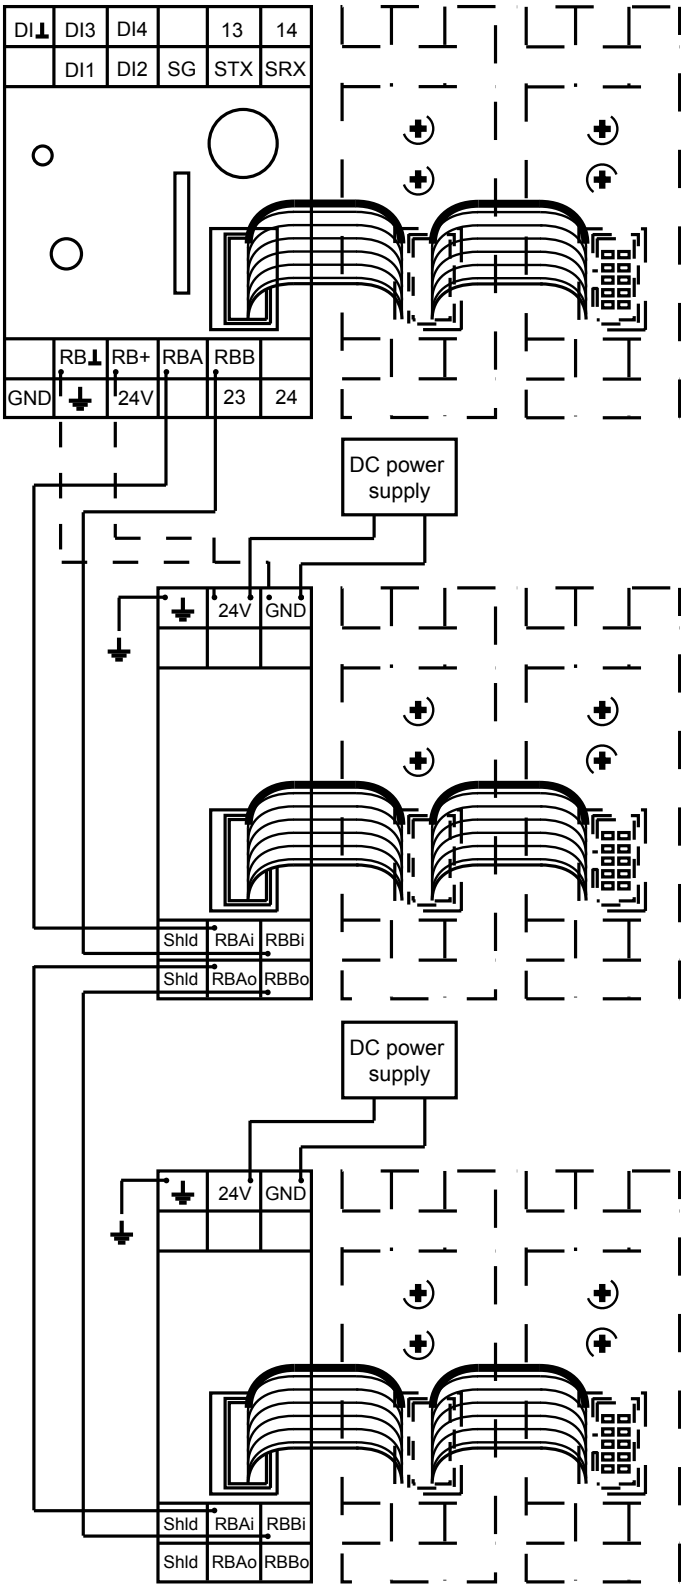 DI⊥ DI3 DI4 13 14
DI1 DI2 SG STX SRX
RB⊥ RB+ RBA RBB
GND 24V 23 24
DC power
supply
24V GND
Shld RBAi RBBi
Shld RBAo RBBo
DC power
supply
24V GND
Shld RBAi RBBi
Shld RBAo RBBo